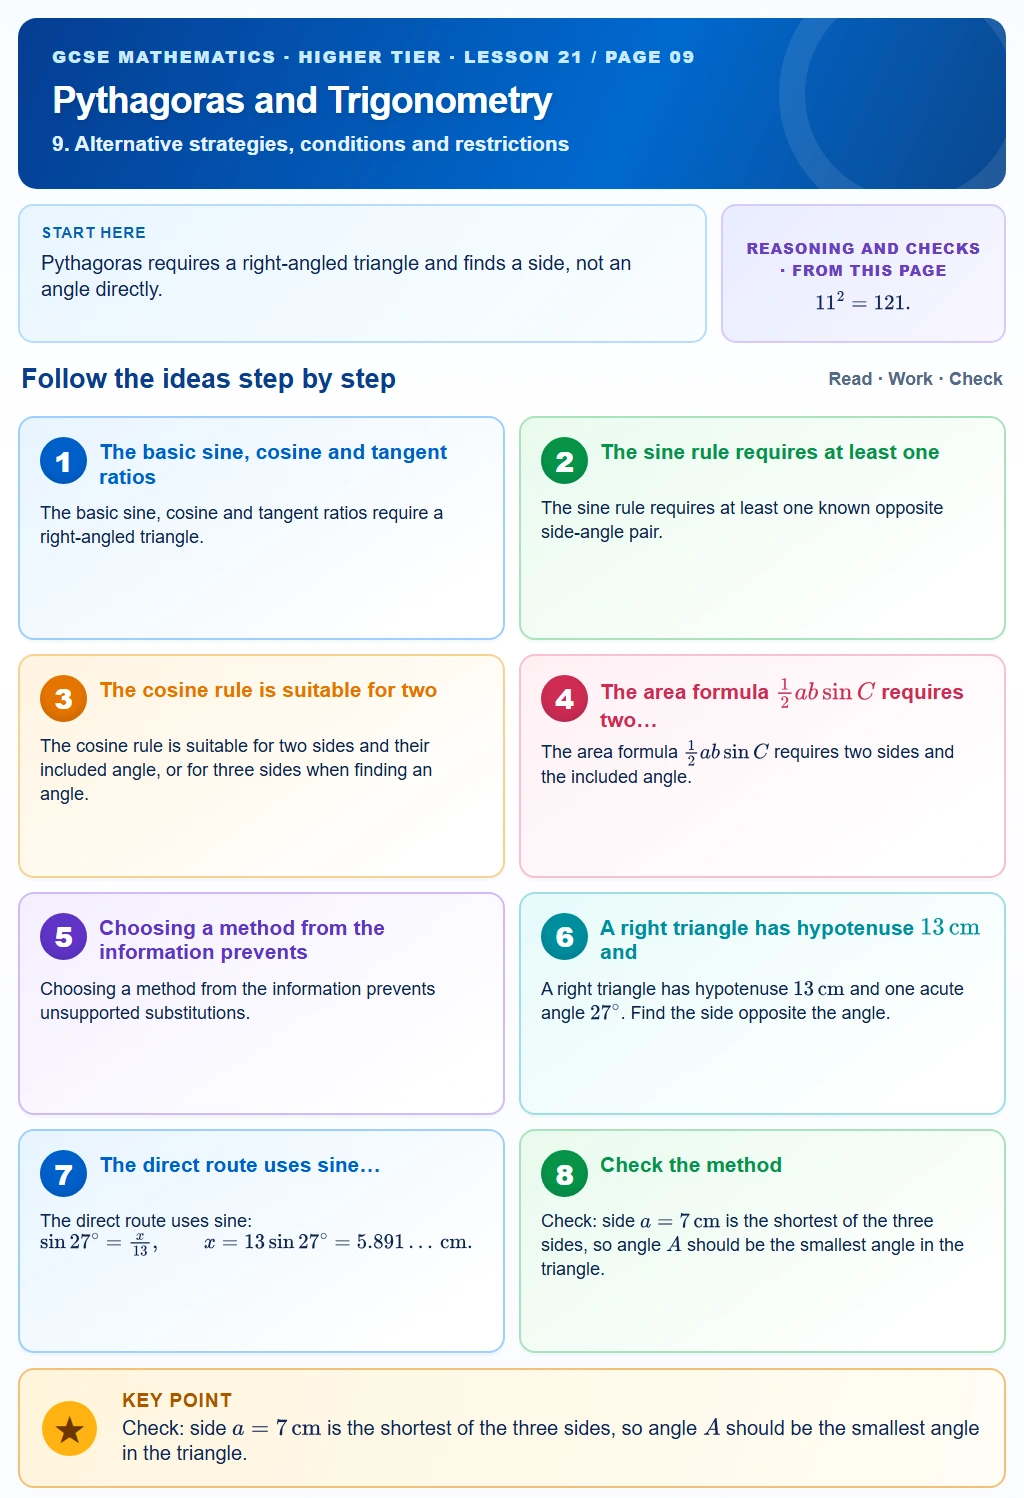 GCSE MATHEMATICS · HIGHER TIER · LESSON 21 / PAGE 09
Pythagoras and Trigonometry
9. Alternative strategies, conditions and restrictions
START HERE
Pythagoras requires a right-angled triangle and finds a side, not an
angle directly.
REASONING AND CHECKS
· FROM THIS PAGE
11² = 121.
Follow the ideas step by step
Read · Work · Check
1
The basic sine, cosine and tangent
ratios
The basic sine, cosine and tangent ratios require a
right-angled triangle.
2
The sine rule requires at least one
The sine rule requires at least one known opposite
side-angle pair.
3
The cosine rule is suitable for two
The cosine rule is suitable for two sides and their
included angle, or for three sides when finding an
angle.
4
The area formula ½ab sin C requires
two…
The area formula ½ab sin C requires two sides and
the included angle.
5
Choosing a method from the
information prevents
Choosing a method from the information prevents
unsupported substitutions.
6
A right triangle has hypotenuse 13 cm
and
A right triangle has hypotenuse 13 cm and one acute
angle 27°. Find the side opposite the angle.
7
The direct route uses sine…
The direct route uses sine:
sin 27° = x/13, x = 13 sin 27° = 5.891… cm.
8
Check the method
Check: side a = 7 cm is the shortest of the three
sides, so angle A should be the smallest angle in the
triangle.
KEY POINT
Check: side a = 7 cm is the shortest of the three sides, so angle A should be the smallest angle
in the triangle.